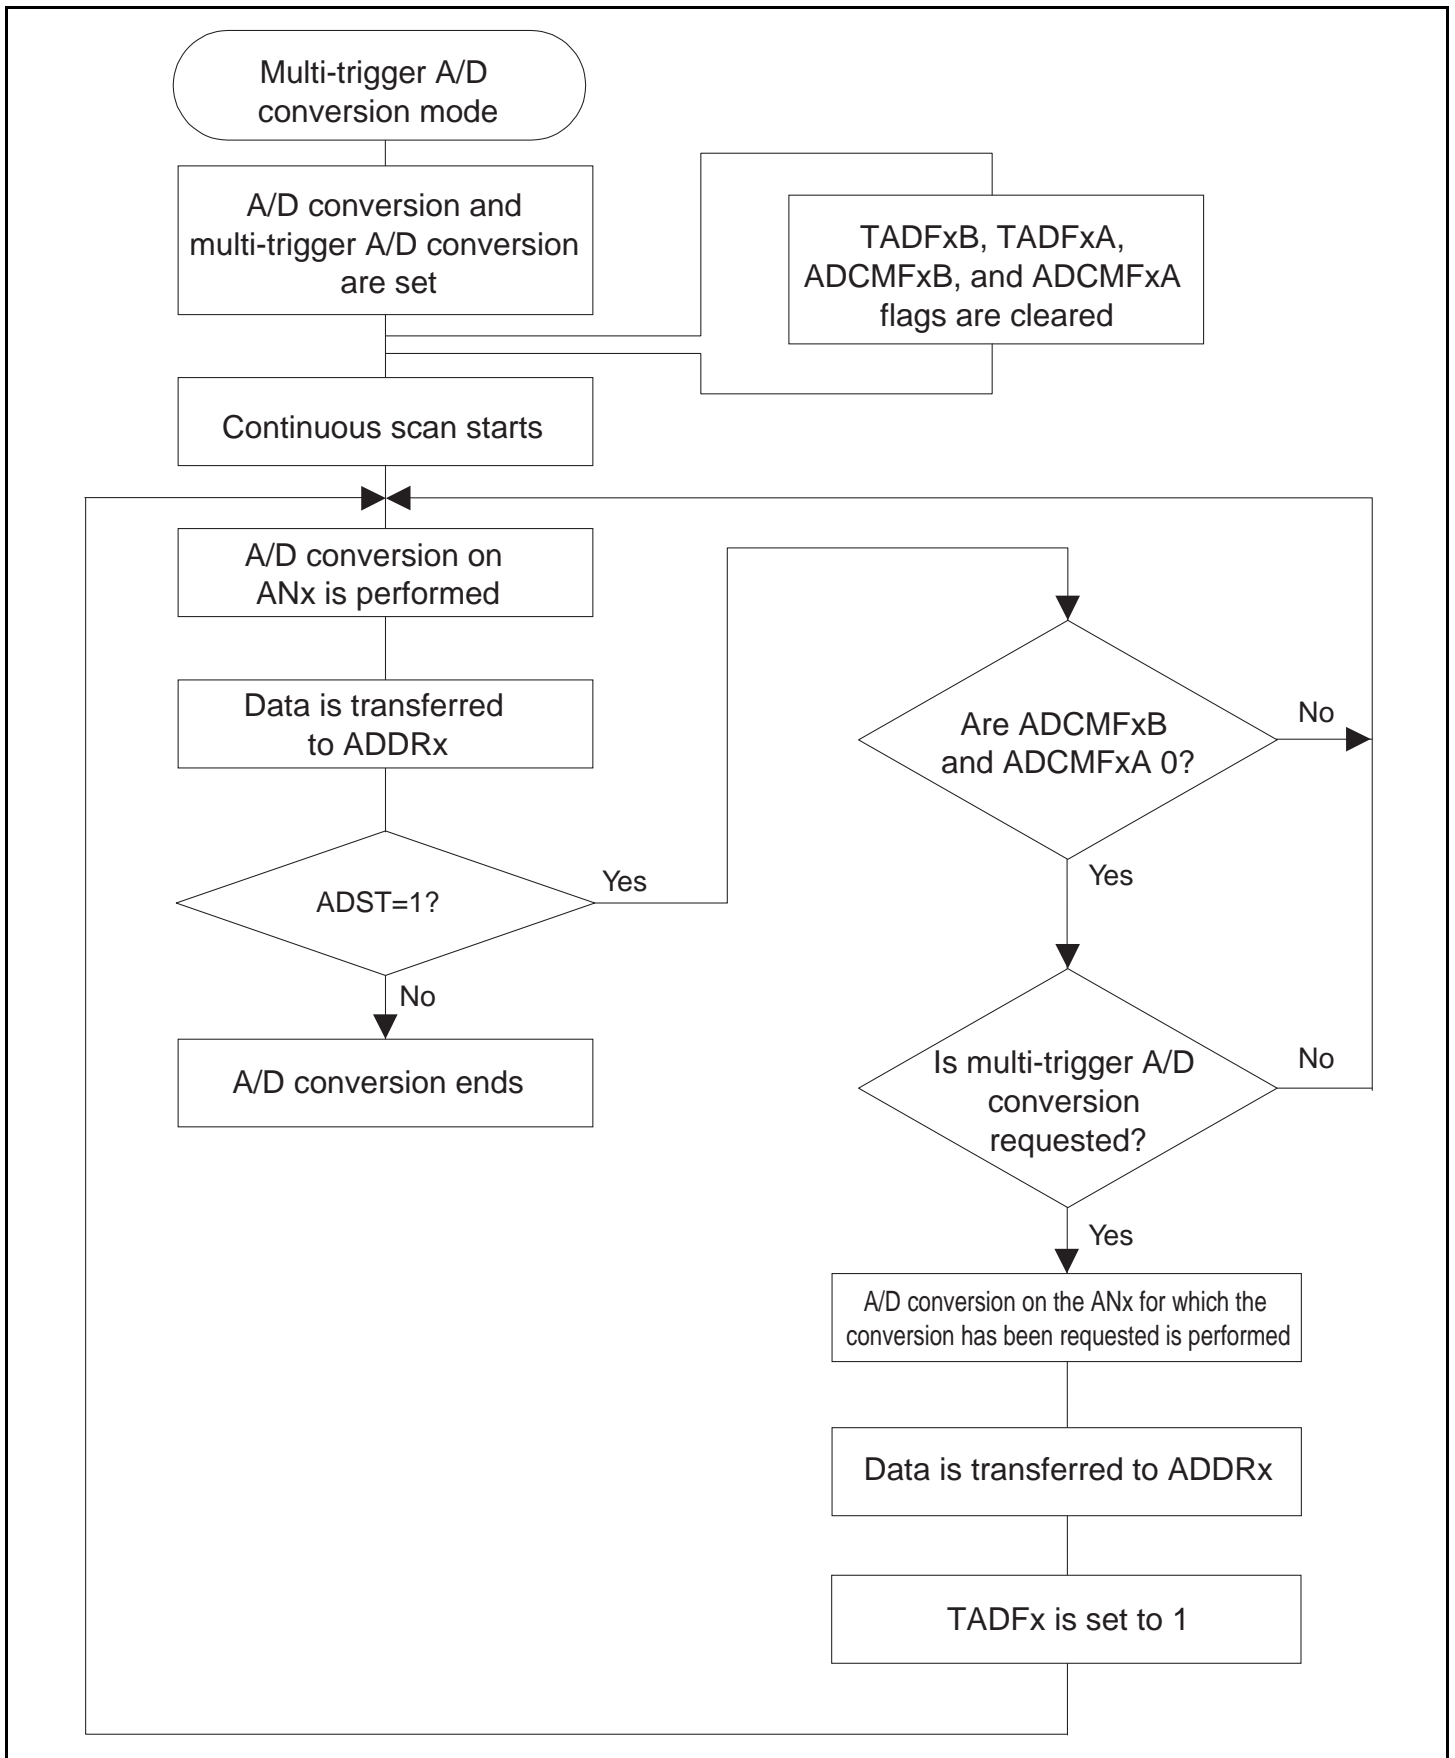 Multi-trigger A/D
conversion mode
A/D conversion and
multi-trigger A/D conversion
are set
TADFxB, TADFxA,
ADCMFxB, and ADCMFxA
flags are cleared
Continuous scan starts
A/D conversion on
ANx is performed
Data is transferred
to ADDRx
ADST=1?
Yes
No
A/D conversion ends
Are ADCMFxB
and ADCMFxA 0?
No
Yes
Is multi-trigger A/D
conversion
requested?
No
Yes
A/D conversion on the ANx for which the
conversion has been requested is performed
Data is transferred to ADDRx
TADFx is set to 1